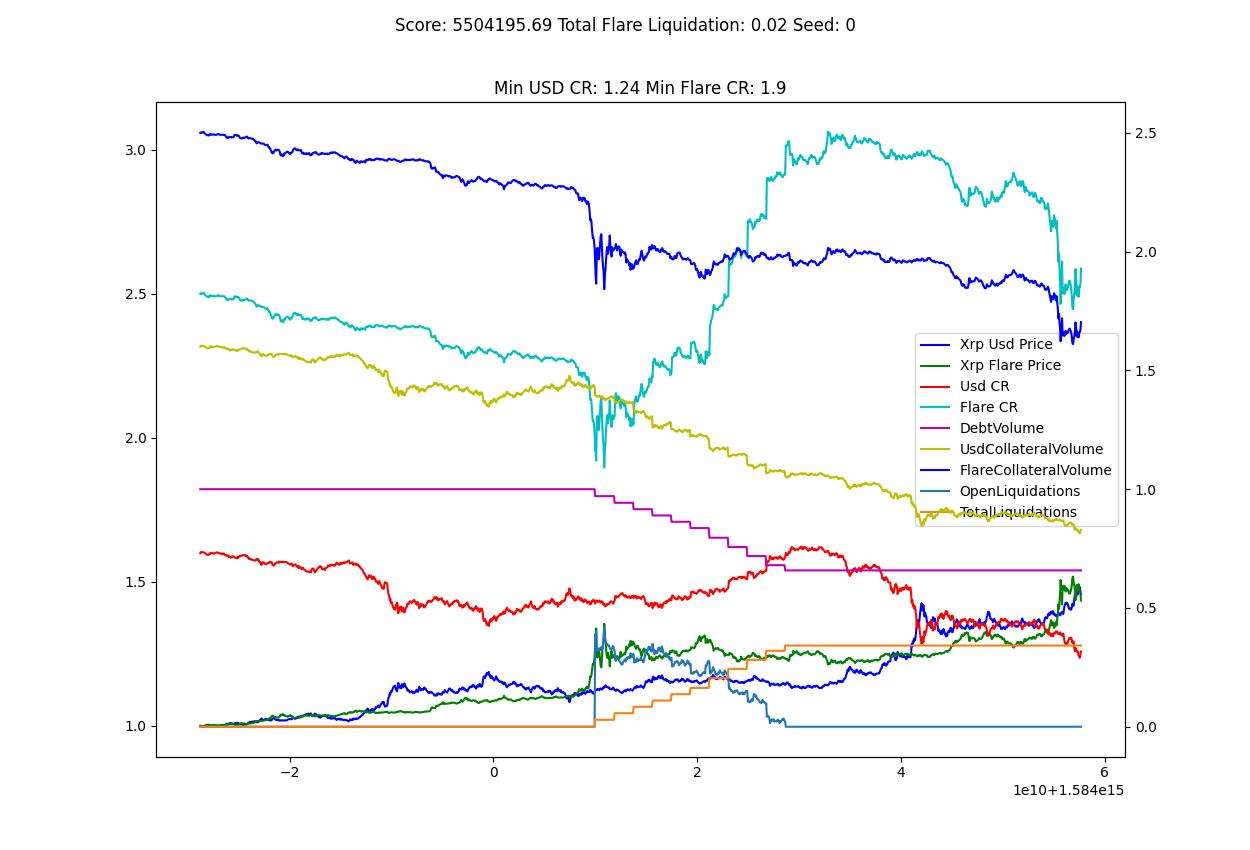 Score: 5504195.69 Total Flare Liquidation: 0.02 Seed: 0
Min USD CR: 1.24 Min Flare CR: 1.9
3.0
2.5
2.0
1.5
1.0
2.5
2.0
1.5
1.0
0.5
0.0
Xrp Usd Price
Xrp Flare Price
Usd CR
Flare CR
DebtVolume
UsdCollateralVolume
FlareCollateralVolume
OpenLiquidations
TotalLiquidations
−2 0 2 4 6
1e10+1.584e15